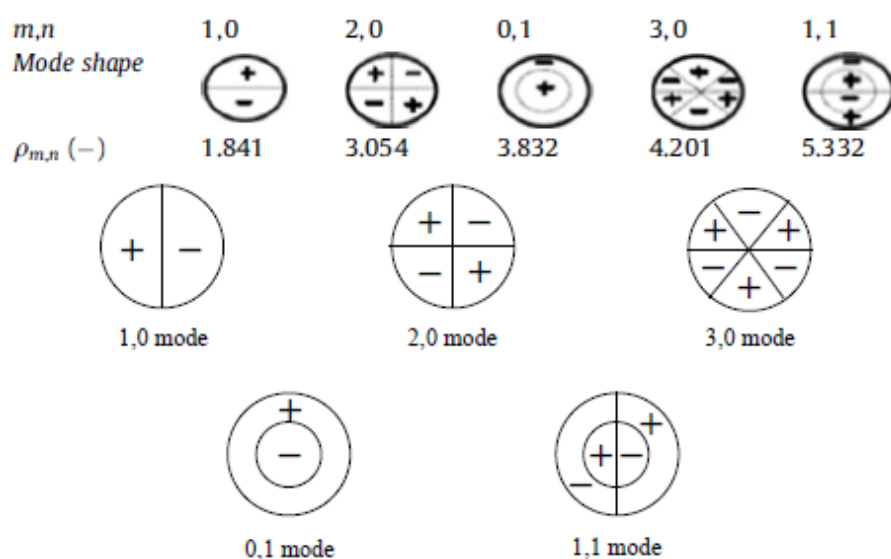 m,n 1,0 2,0 0,1 3,0 1,1
Mode shape
+ + − − + + − + −
− − + + − + − + −
− +
ρm,n (−) 1.841 3.054 3.832 4.201 5.332
+ − + − − + + − + − +
1,0 mode 2,0 mode 3,0 mode
+ − + + − −
0,1 mode 1,1 mode